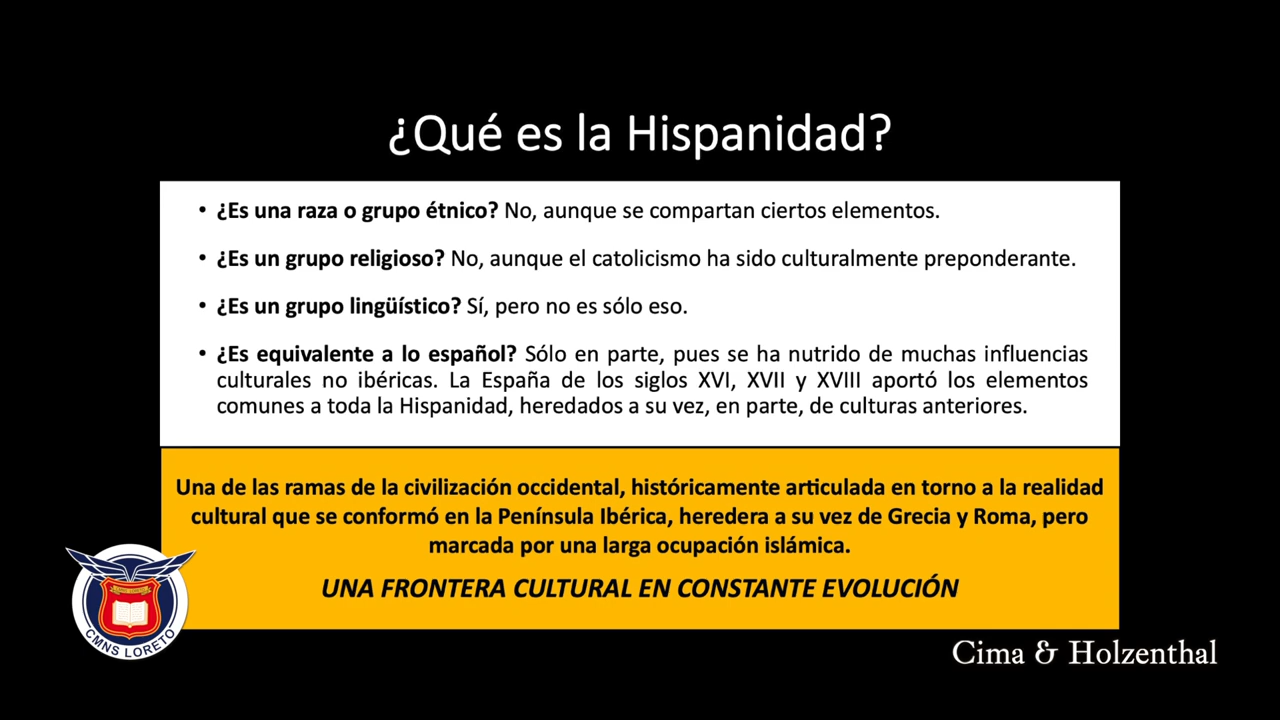 ¿Qué es la Hispanidad?
• ¿Es una raza o grupo étnico? No, aunque se compartan ciertos elementos.
• ¿Es un grupo religioso? No, aunque el catolicismo ha sido culturalmente preponderante.
• ¿Es un grupo lingüístico? Sí, pero no es sólo eso.
• ¿Es equivalente a lo español? Sólo en parte, pues se ha nutrido de muchas influencias
culturales no ibéricas. La España de los siglos XVI, XVII y XVIII aportó los elementos
comunes a toda la Hispanidad, heredados a su vez, en parte, de culturas anteriores.
Una de las ramas de la civilización occidental, históricamente articulada en torno a la realidad
cultural que se conformó en la Península Ibérica, heredera a su vez de Grecia y Roma, pero
marcada por una larga ocupación islámica.
UNA FRONTERA CULTURAL EN CONSTANTE EVOLUCIÓN
CMNS LORETO
Cima & Holzenthal